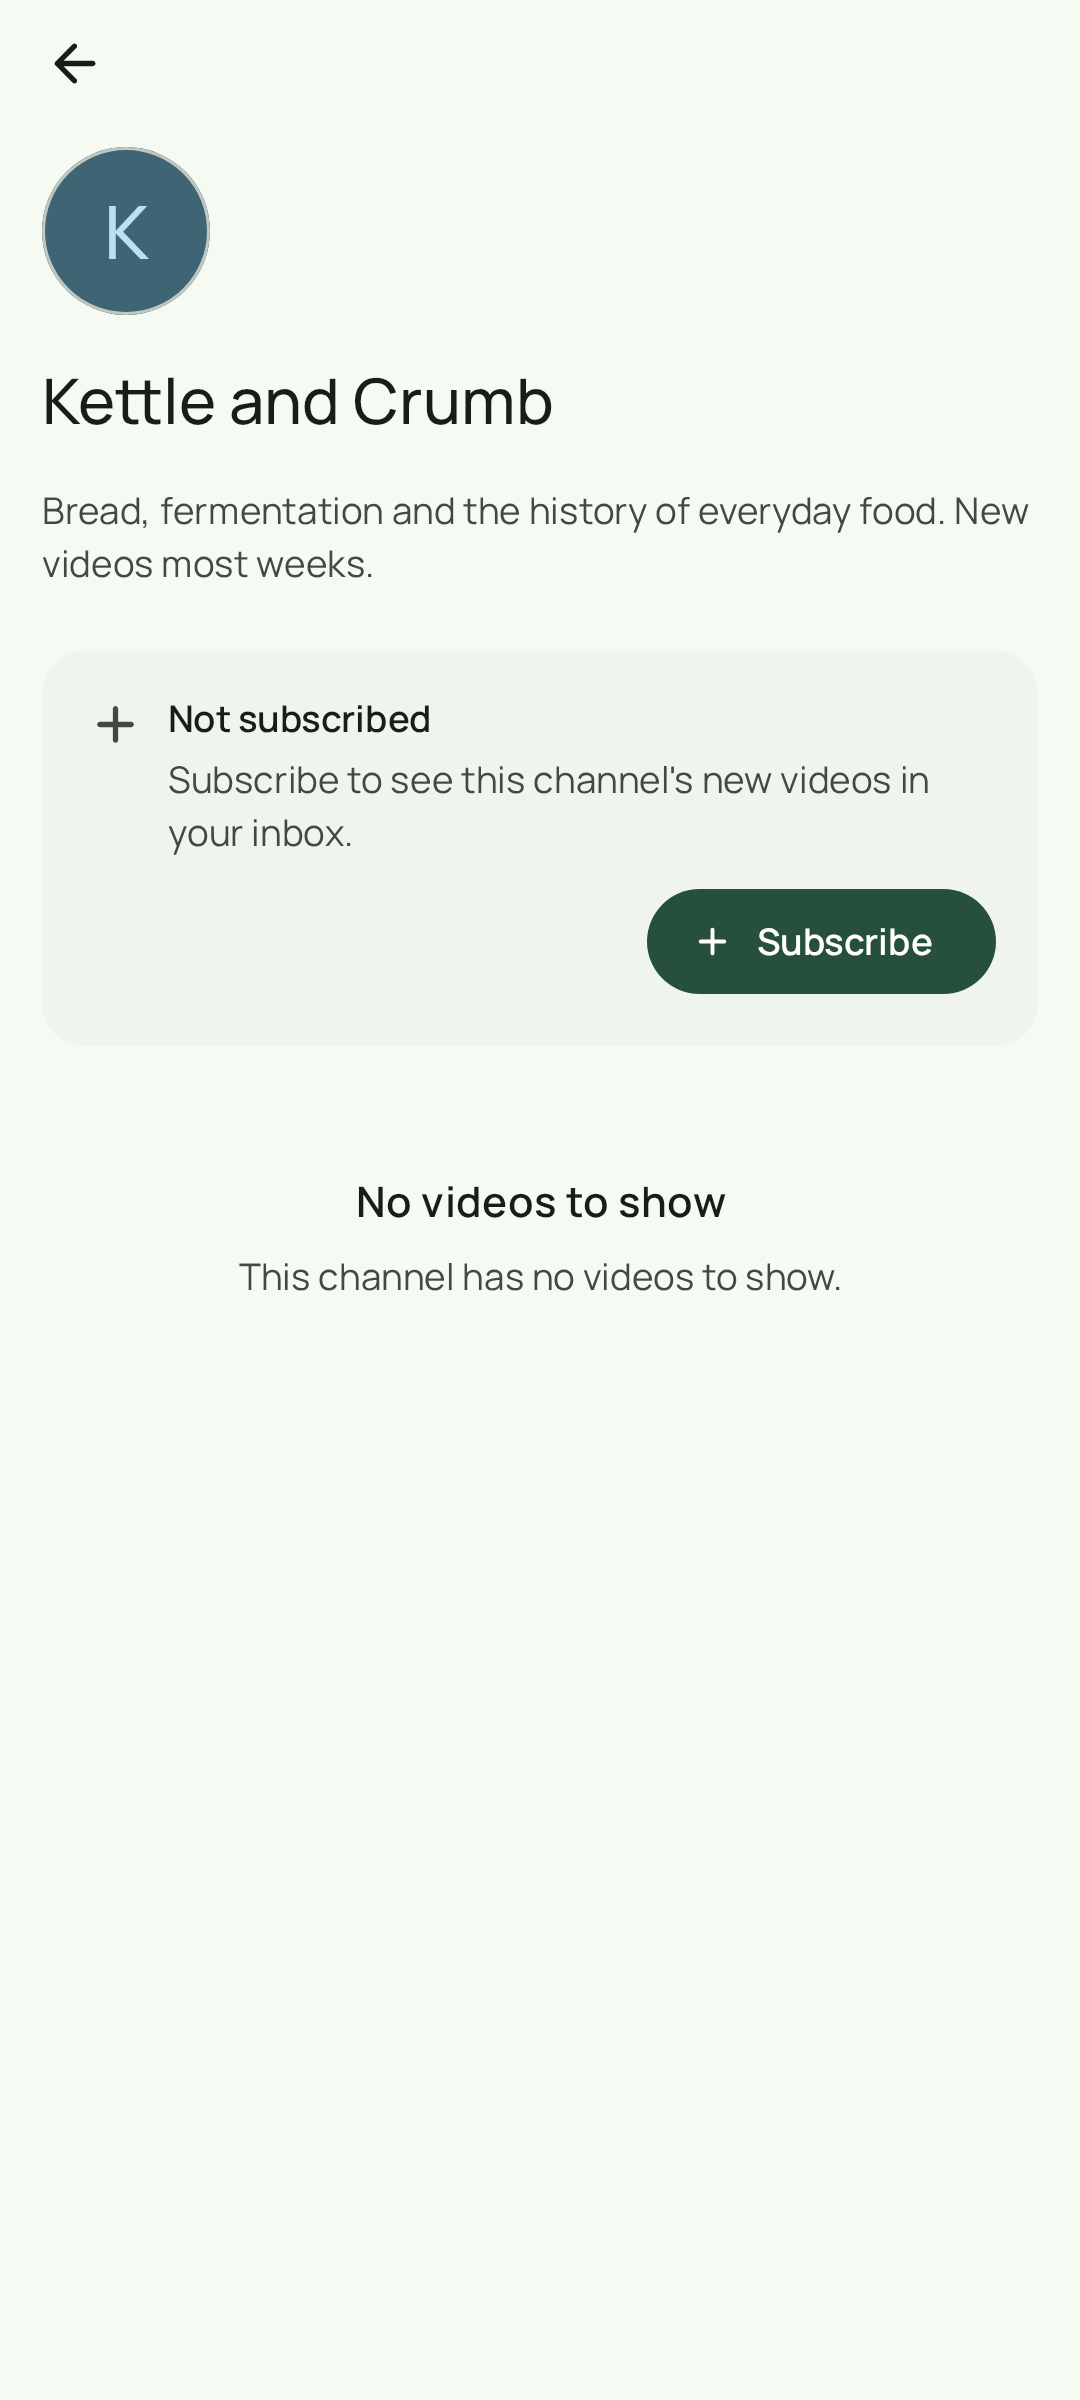 K
Kettle and Crumb
Bread, fermentation and the history of everyday food. New
videos most weeks.
Not subscribed
Subscribe to see this channel's new videos in
your inbox.
Subscribe
No videos to show
This channel has no videos to show.